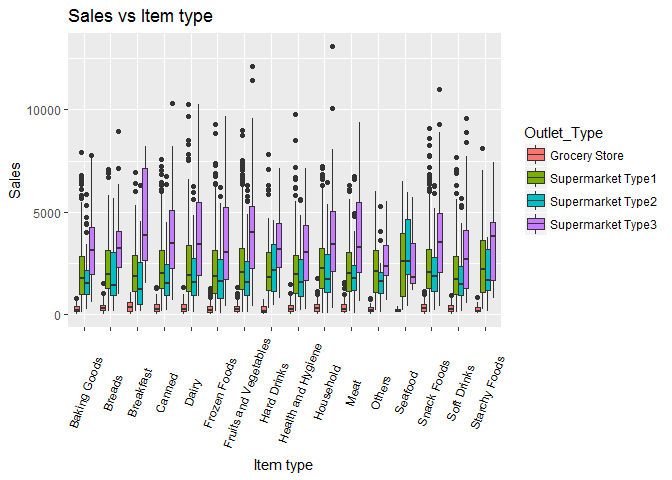 Sales vs Item type
Sales
10000
5000
0
Baking Goods
Breads
Breakfast
Canned
Dairy
Frozen Foods
Fruits and Vegetables
Hard Drinks
Health and Hygiene
Household
Meat
Others
Seafood
Snack Foods
Soft Drinks
Starchy Foods
Item type
Outlet_Type
Grocery Store
Supermarket Type1
Supermarket Type2
Supermarket Type3